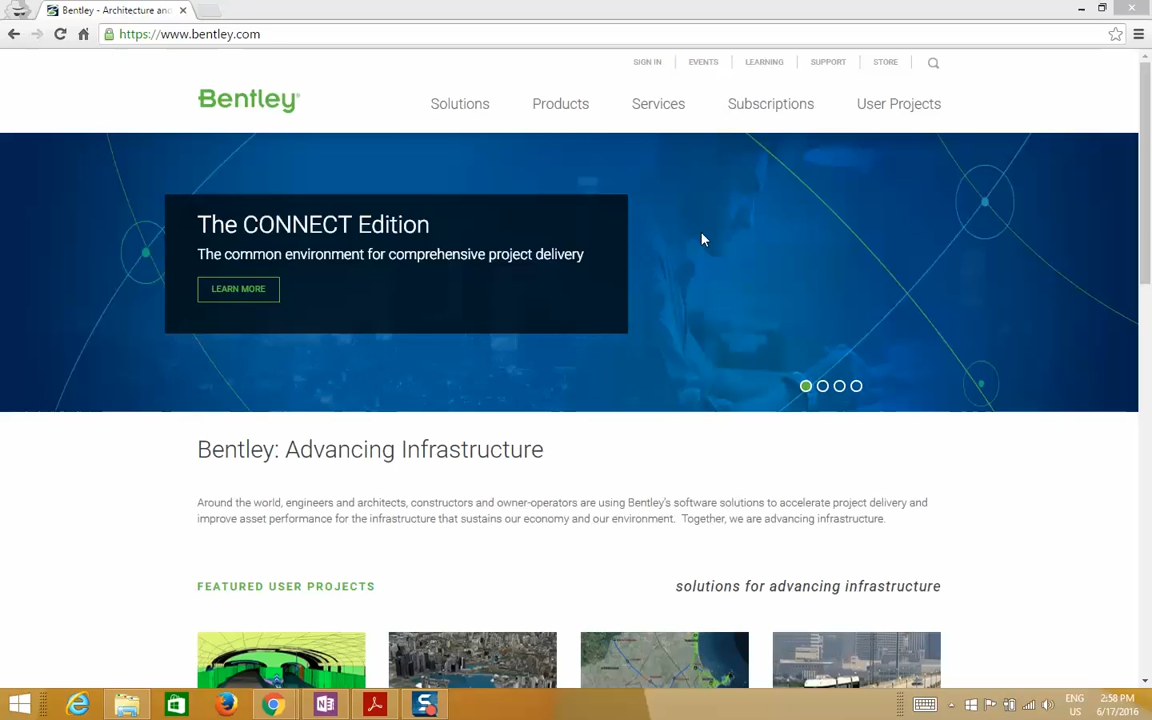 Bentley - Architecture and
https://www.bentley.com
SIGN IN
EVENTS
LEARNING
SUPPORT
STORE
Bentley®
Solutions
Products
Services
Subscriptions
User Projects
The CONNECT Edition
The common environment for comprehensive project delivery
LEARN MORE
Bentley: Advancing Infrastructure
Around the world, engineers and architects, constructors and owner-operators are using Bentley's software solutions to accelerate project delivery and
improve asset performance for the infrastructure that sustains our economy and our environment. Together, we are advancing infrastructure.
FEATURED USER PROJECTS
solutions for advancing infrastructure
ENG
US
2:58 PM
6/17/2016